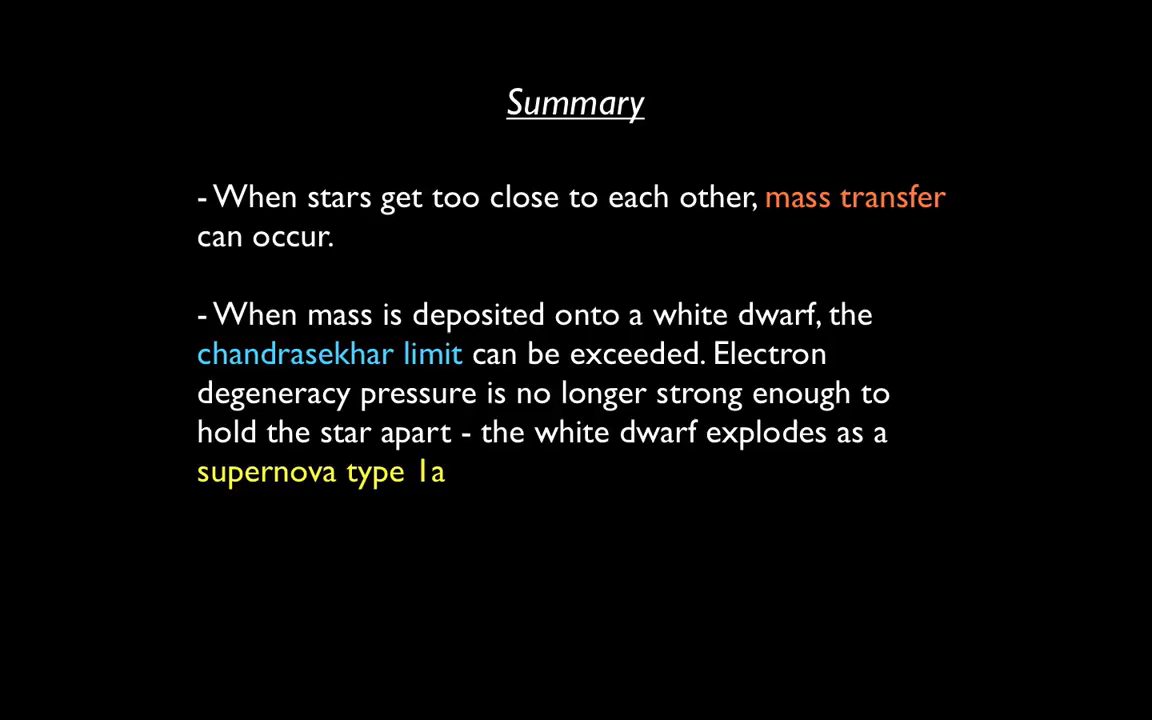 Summary
- When stars get too close to each other, mass transfer
can occur.
- When mass is deposited onto a white dwarf, the
chandrasekhar limit can be exceeded. Electron
degeneracy pressure is no longer strong enough to
hold the star apart - the white dwarf explodes as a
supernova type 1a